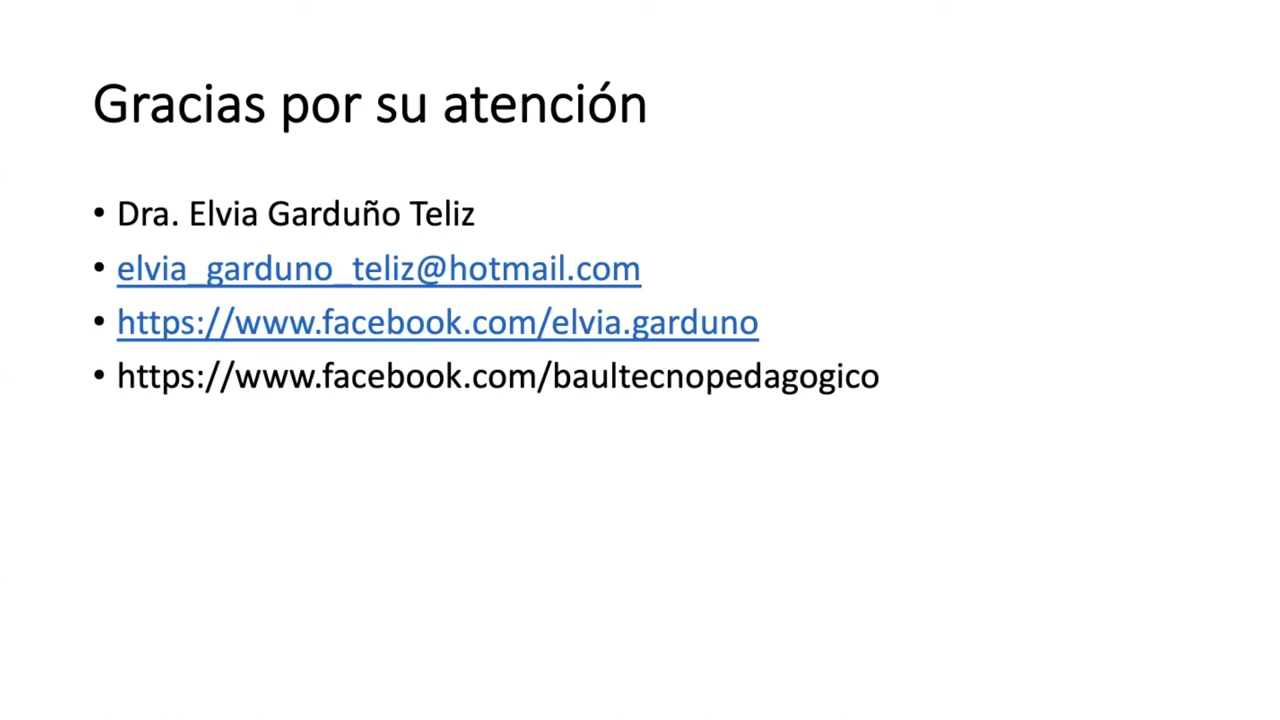 Gracias por su atención
• Dra. Elvia Garduño Teliz
• elvia_garduno_teliz@hotmail.com
• https://www.facebook.com/elvia.garduno
• https://www.facebook.com/baultecnopedagogico